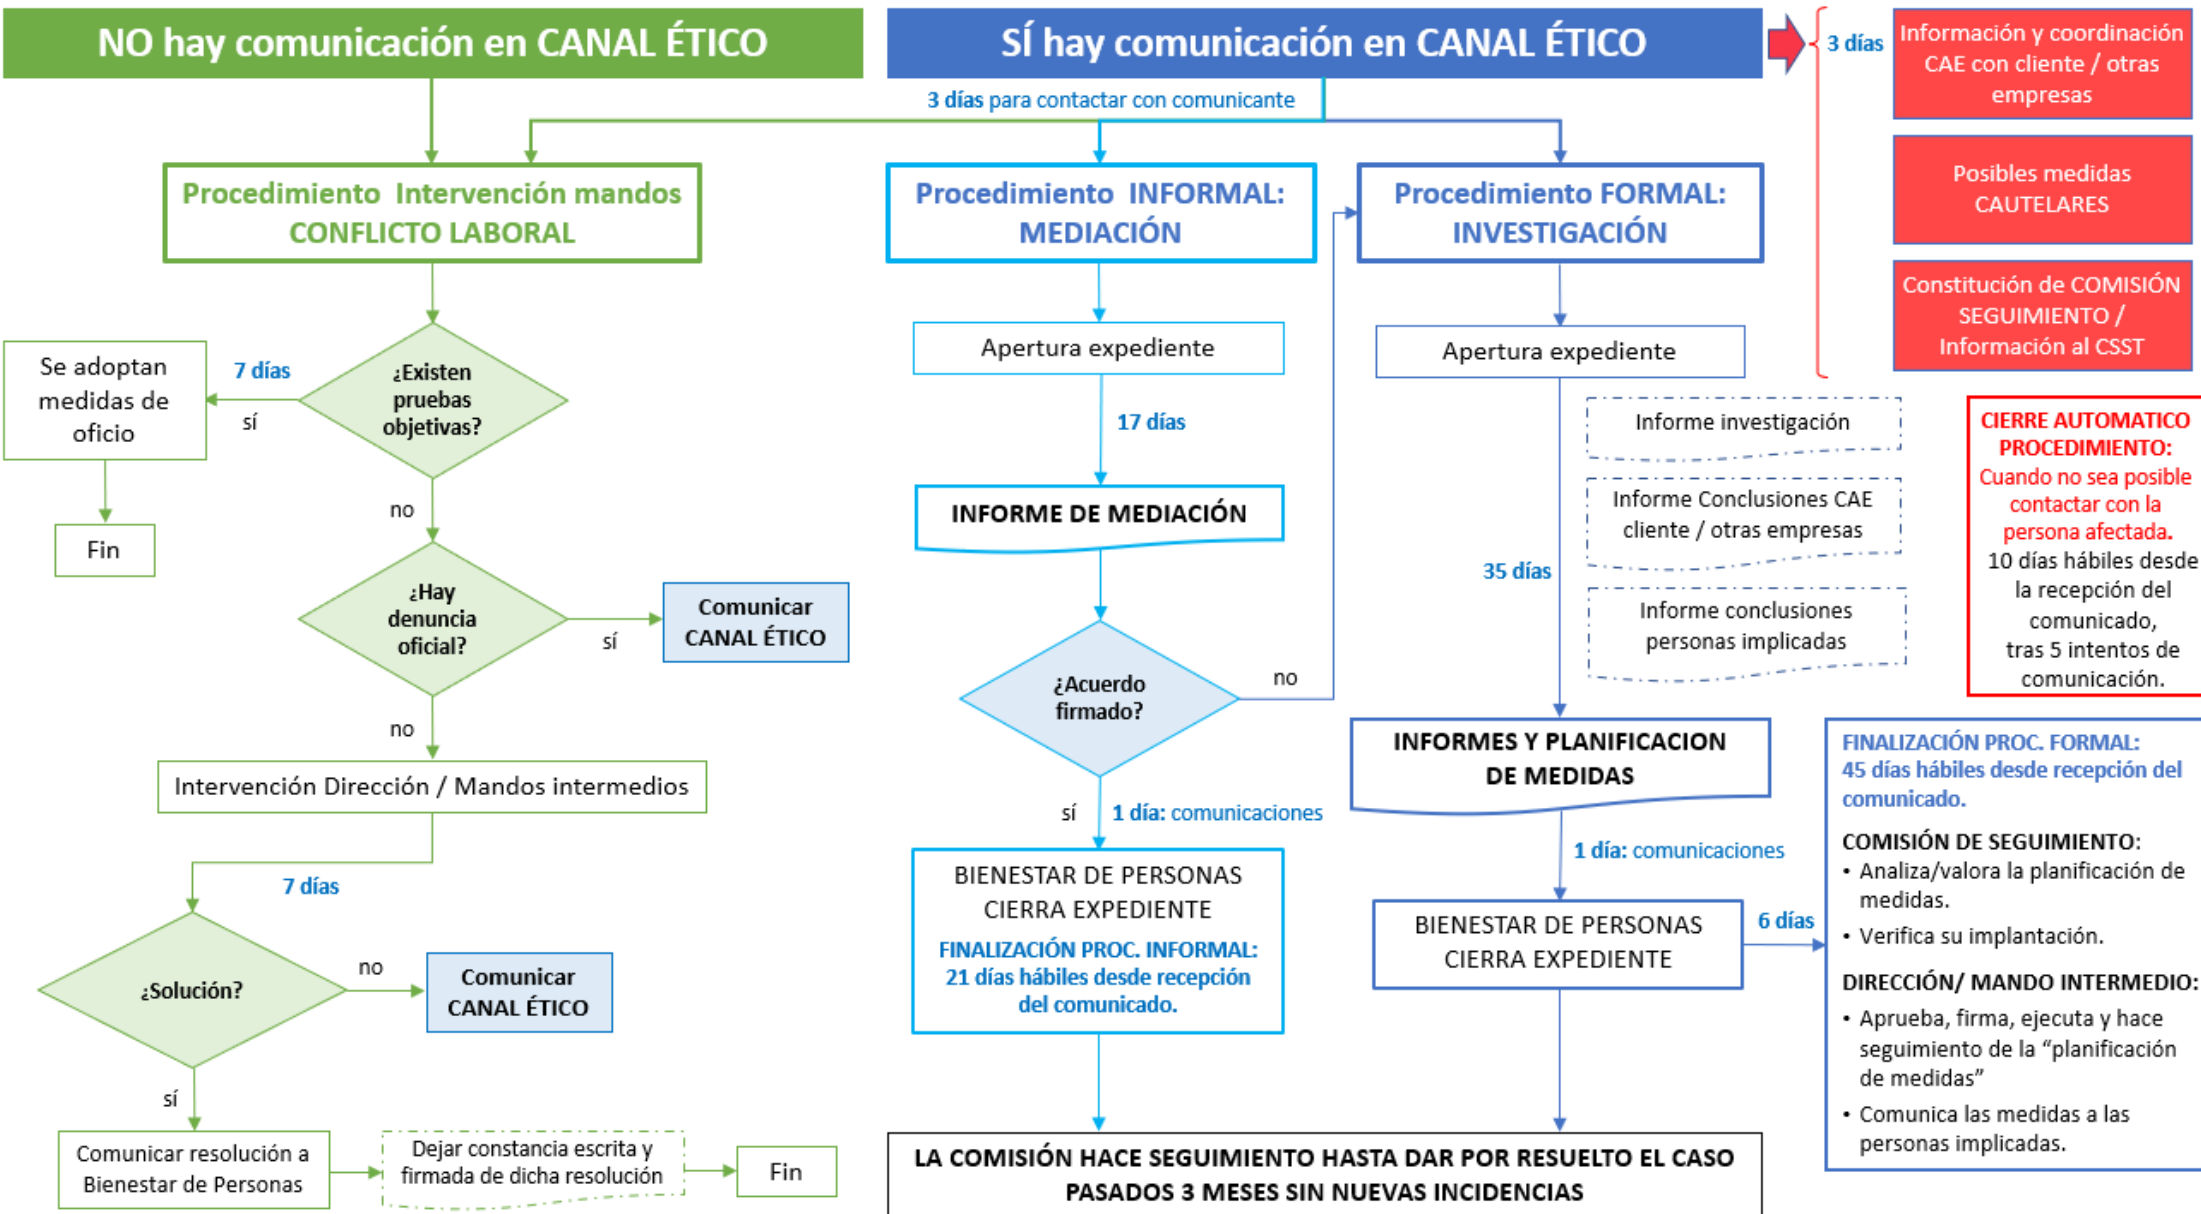 NO hay comunicación en CANAL ÉTICO
SÍ hay comunicación en CANAL ÉTICO
3 días
Información y coordinación
CAE con cliente / otras
empresas
Posibles medidas
CAUTELARES
Constitución de COMISIÓN
SEGUIMIENTO /
Información al CSST
3 días para contactar con comunicante
Procedimiento Intervención mandos
CONFLICTO LABORAL
Procedimiento INFORMAL:
MEDIACIÓN
Procedimiento FORMAL:
INVESTIGACIÓN
¿Existen
pruebas
objetivas?
7 días
sí
Se adoptan
medidas de
oficio
Fin
no
¿Hay
denuncia
oficial?
sí
Comunicar
CANAL ÉTICO
no
Intervención Dirección / Mandos intermedios
7 días
¿Solución?
no
Comunicar
CANAL ÉTICO
sí
Comunicar resolución a
Bienestar de Personas
Dejar constancia escrita y
firmada de dicha resolución
Fin
Apertura expediente
17 días
INFORME DE MEDIACIÓN
¿Acuerdo
firmado?
no
sí
1 día: comunicaciones
BIENESTAR DE PERSONAS
CIERRA EXPEDIENTE
FINALIZACIÓN PROC. INFORMAL:
21 días hábiles desde recepción
del comunicado.
Apertura expediente
Informe investigación
Informe Conclusiones CAE
cliente / otras empresas
35 días
Informe conclusiones
personas implicadas
INFORMES Y PLANIFICACION
DE MEDIDAS
1 día: comunicaciones
BIENESTAR DE PERSONAS
CIERRA EXPEDIENTE
6 días
CIERRE AUTOMATICO
PROCEDIMIENTO:
Cuando no sea posible
contactar con la
persona afectada.
10 días hábiles desde
la recepción del
comunicado,
tras 5 intentos de
comunicación.
FINALIZACIÓN PROC. FORMAL:
45 días hábiles desde recepción del
comunicado.
COMISIÓN DE SEGUIMIENTO:
• Analiza/valora la planificación de
medidas.
• Verifica su implantación.
DIRECCIÓN/ MANDO INTERMEDIO:
• Aprueba, firma, ejecuta y hace
seguimiento de la “planificación
de medidas”
• Comunica las medidas a las
personas implicadas.
LA COMISIÓN HACE SEGUIMIENTO HASTA DAR POR RESUELTO EL CASO
PASADOS 3 MESES SIN NUEVAS INCIDENCIAS